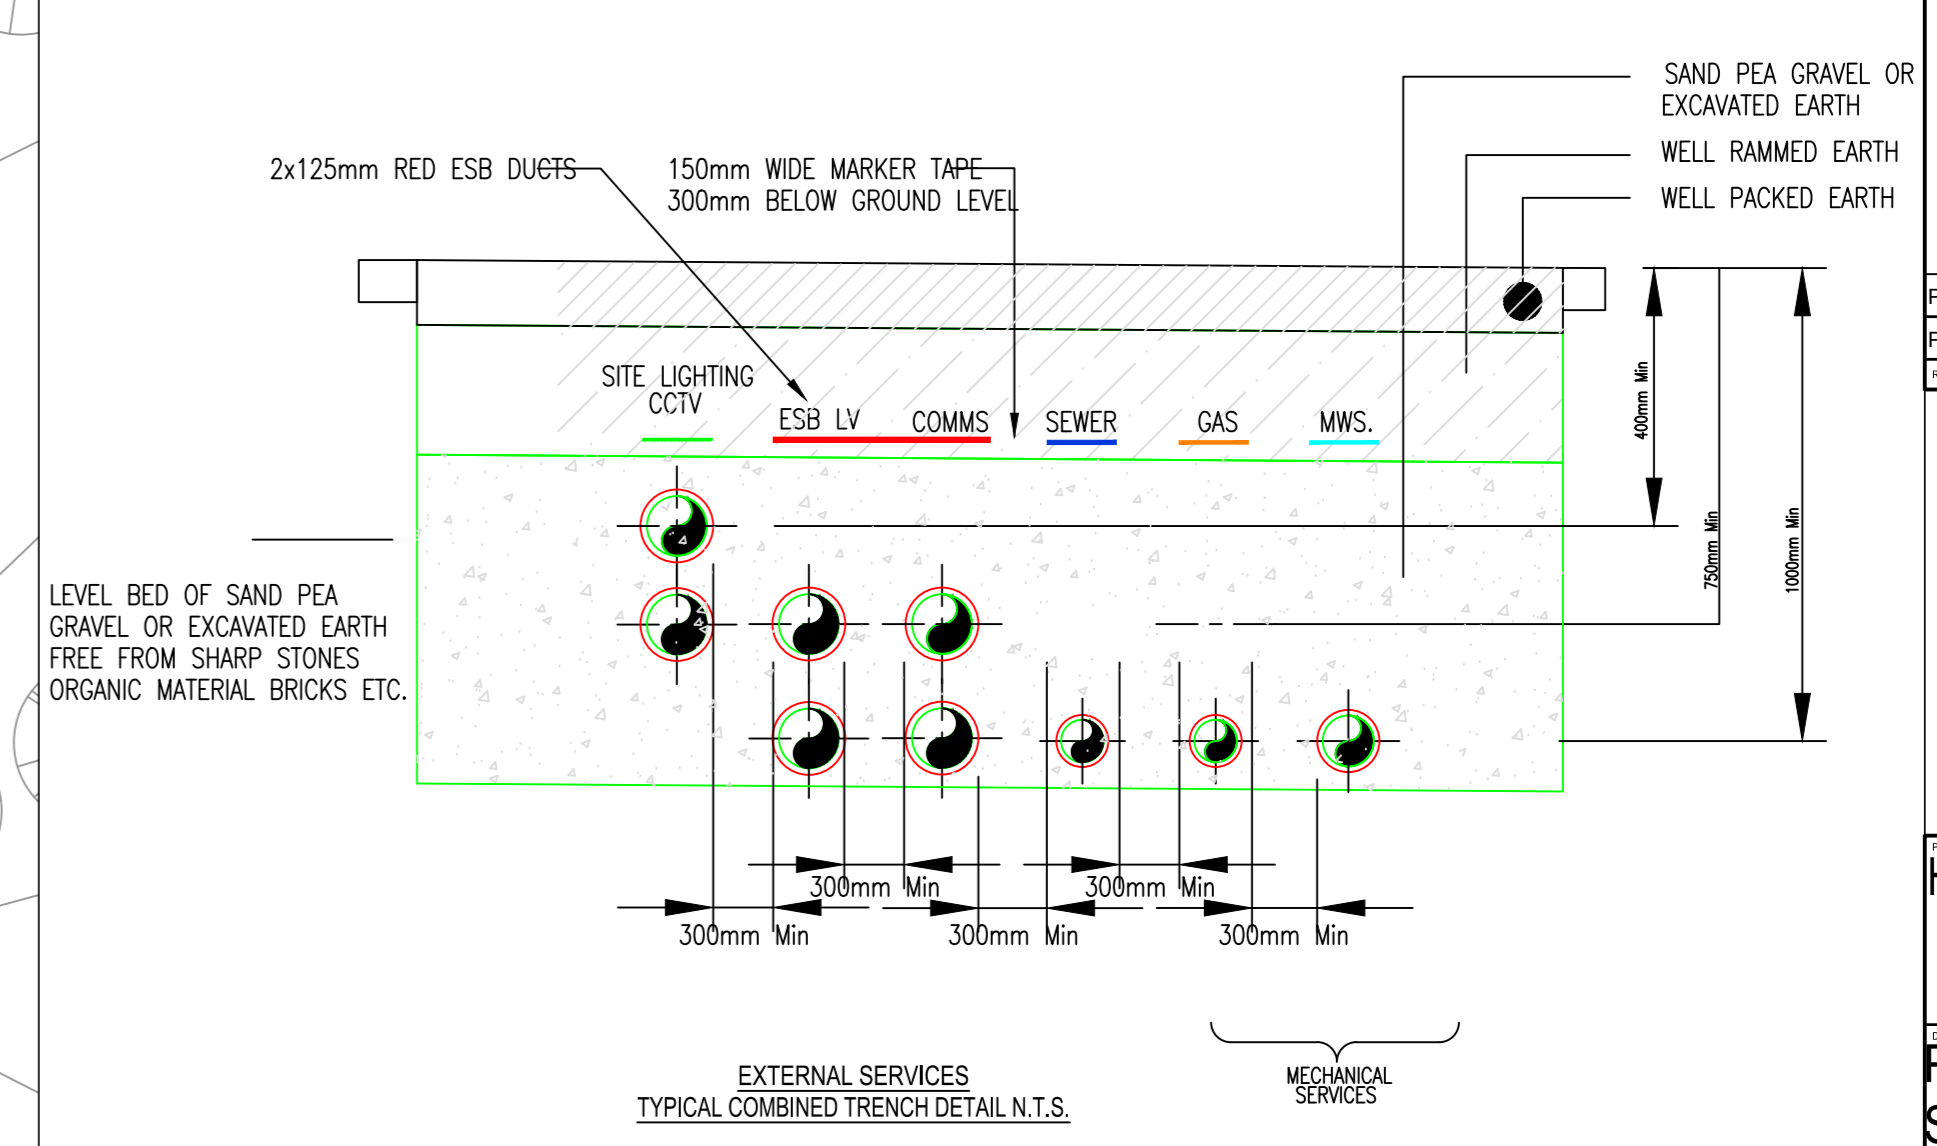 SAND PEA GRAVEL OR
EXCAVATED EARTH
WELL RAMMED EARTH
WELL PACKED EARTH
2x125mm RED ESB DUCTS
150mm WIDE MARKER TAPE
300mm BELOW GROUND LEVEL
SITE LIGHTING
CCTV
ESB LV
COMMS
SEWER
GAS
MWS.
400mm Min
750mm Min
1000mm Min
LEVEL BED OF SAND PEA
GRAVEL OR EXCAVATED EARTH
FREE FROM SHARP STONES
ORGANIC MATERIAL BRICKS ETC.
300mm Min
300mm Min
300mm Min
300mm Min
300mm Min
MECHANICAL
SERVICES
EXTERNAL SERVICES
TYPICAL COMBINED TRENCH DETAIL N.T.S.